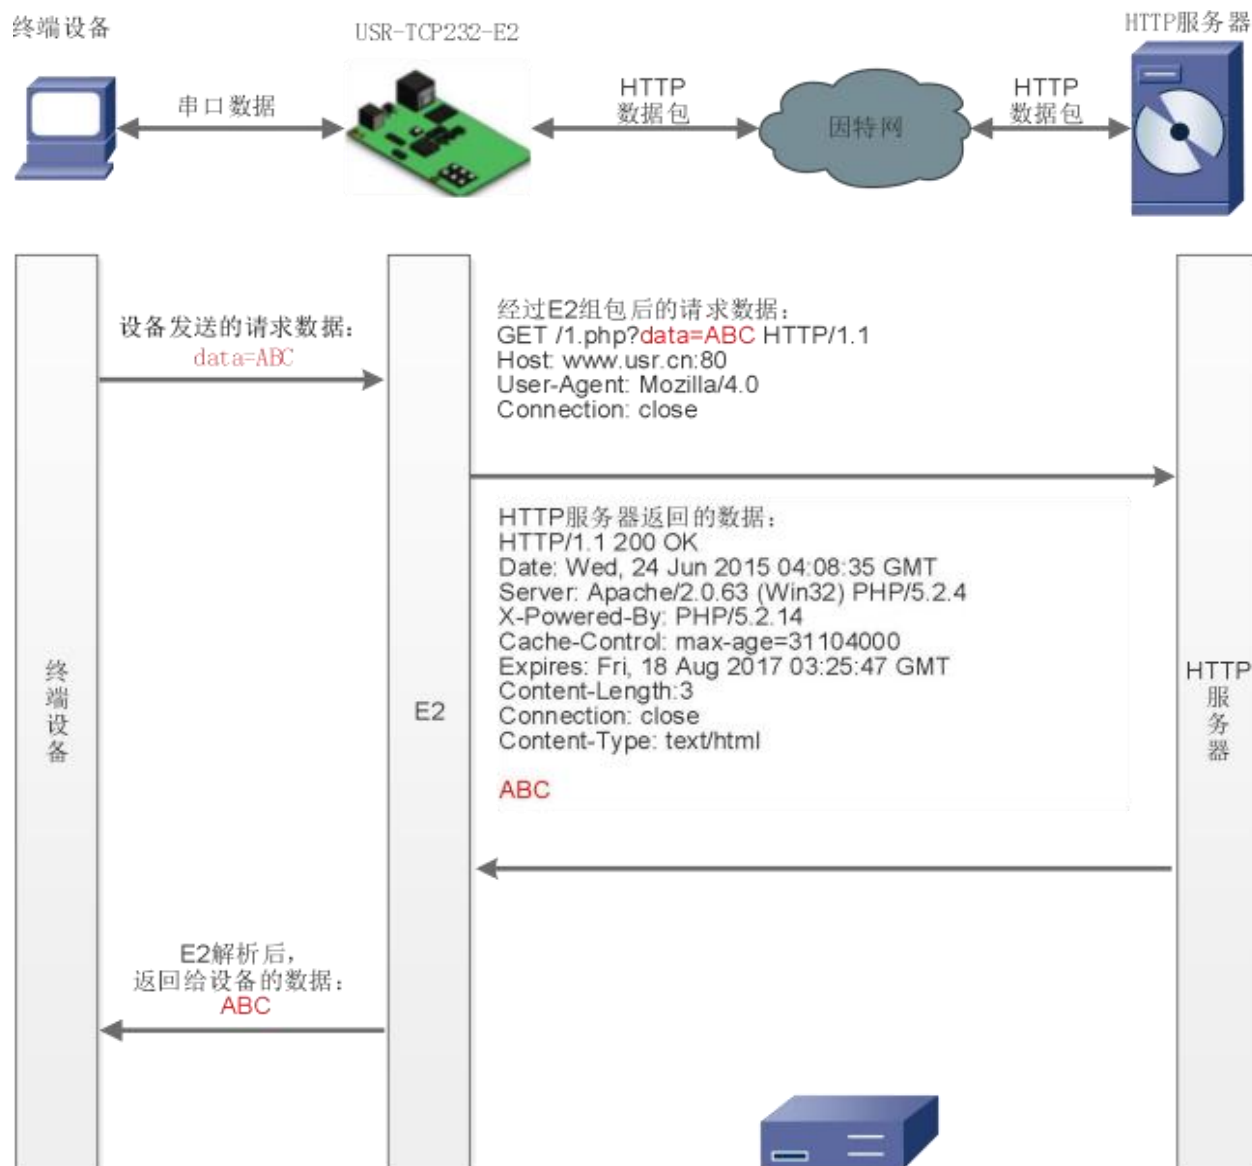 终端设备
USR-TCP232-E2
HTTP服务器
串口数据
HTTP
数据包
因特网
HTTP
数据包
设备发送的请求数据：
data=ABC
经过E2组包后的请求数据：
GET /1.php?data=ABC HTTP/1.1
Host: www.usr.cn:80
User-Agent: Mozilla/4.0
Connection: close
HTTP服务器返回的数据：
HTTP/1.1 200 OK
Date: Wed, 24 Jun 2015 04:08:35 GMT
Server: Apache/2.0.63 (Win32) PHP/5.2.4
X-Powered-By: PHP/5.2.14
Cache-Control: max-age=31104000
Expires: Fri, 18 Aug 2017 03:25:47 GMT
Content-Length:3
Connection: close
Content-Type: text/html
ABC
终端设备
E2
HTTP
服务器
E2解析后，
返回给设备的数据：
ABC